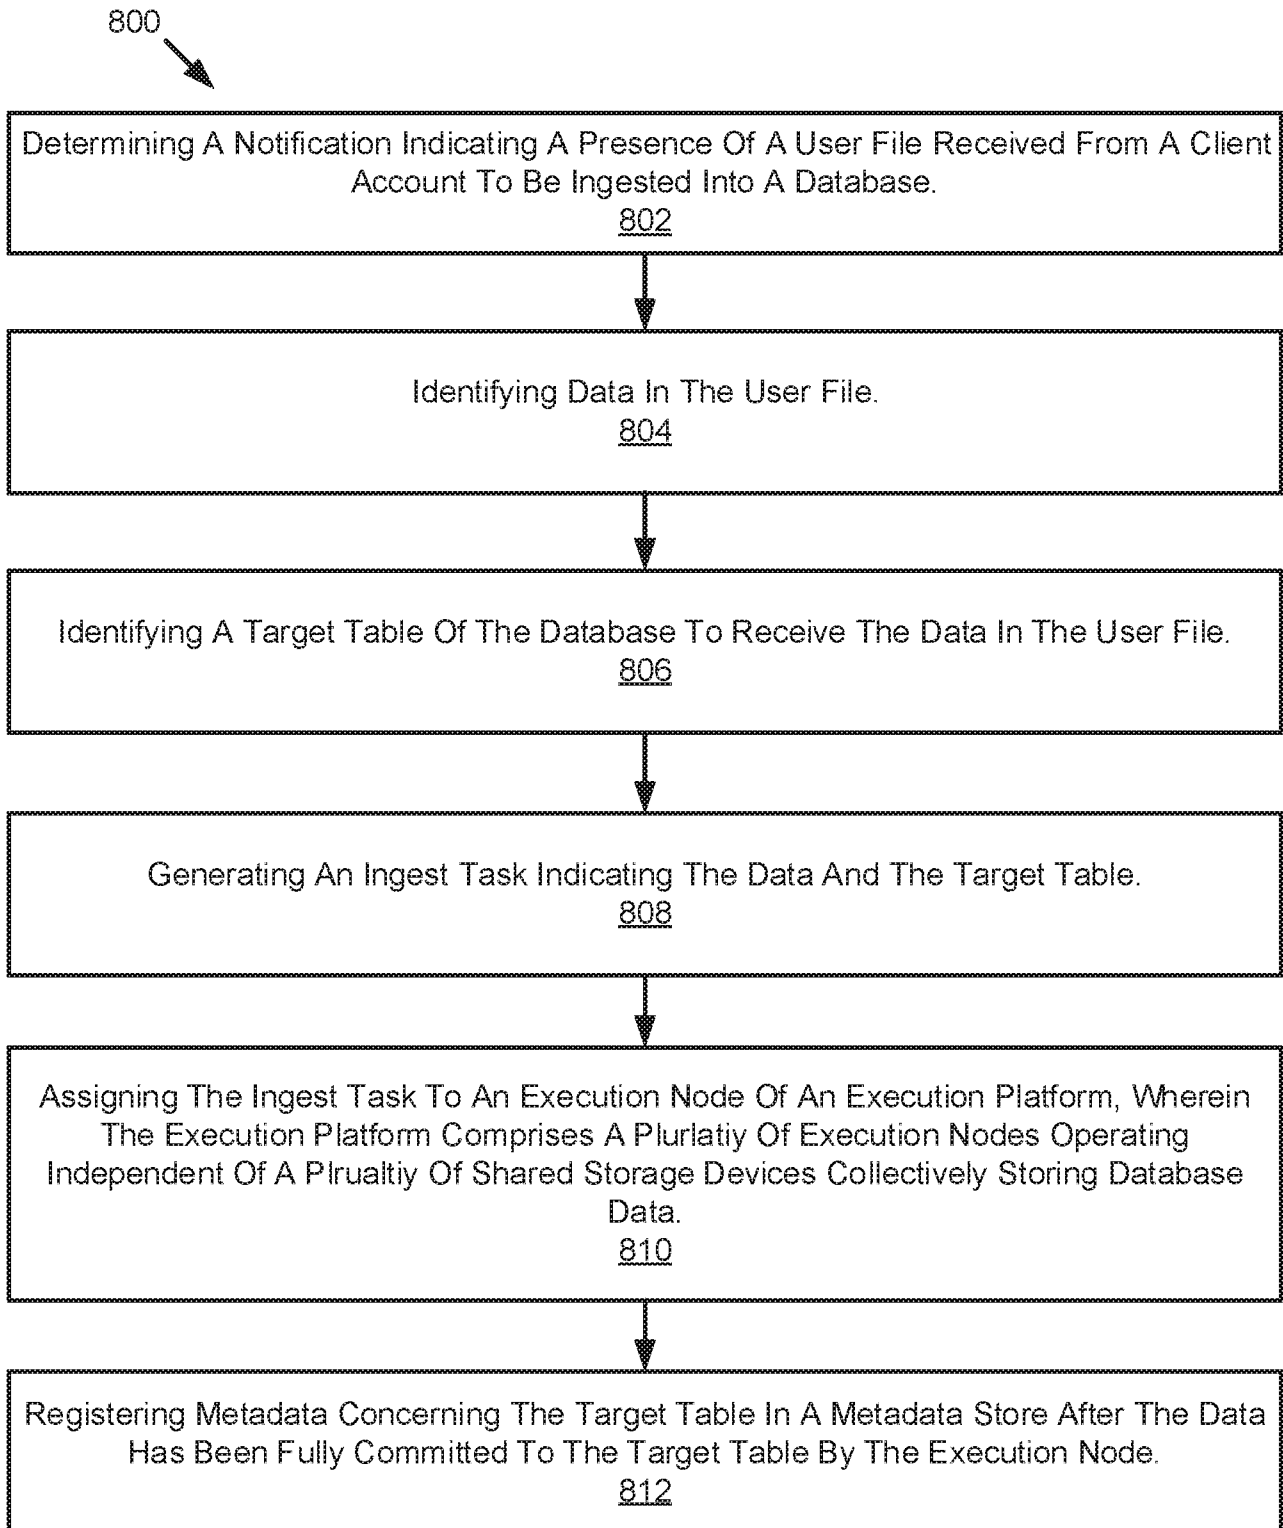 800
Determining A Notification Indicating A Presence Of A User File Received From A Client
Account To Be Ingested Into A Database.
802
Identifying Data In The User File.
804
Identifying A Target Table Of The Database To Receive The Data In The User File.
806
Generating An Ingest Task Indicating The Data And The Target Table.
808
Assigning The Ingest Task To An Execution Node Of An Execution Platform, Wherein
The Execution Platform Comprises A Plurlatiy Of Execution Nodes Operating
Independent Of A Plrualtiy Of Shared Storage Devices Collectively Storing Database
Data.
810
Registering Metadata Concerning The Target Table In A Metadata Store After The Data
Has Been Fully Committed To The Target Table By The Execution Node.
812